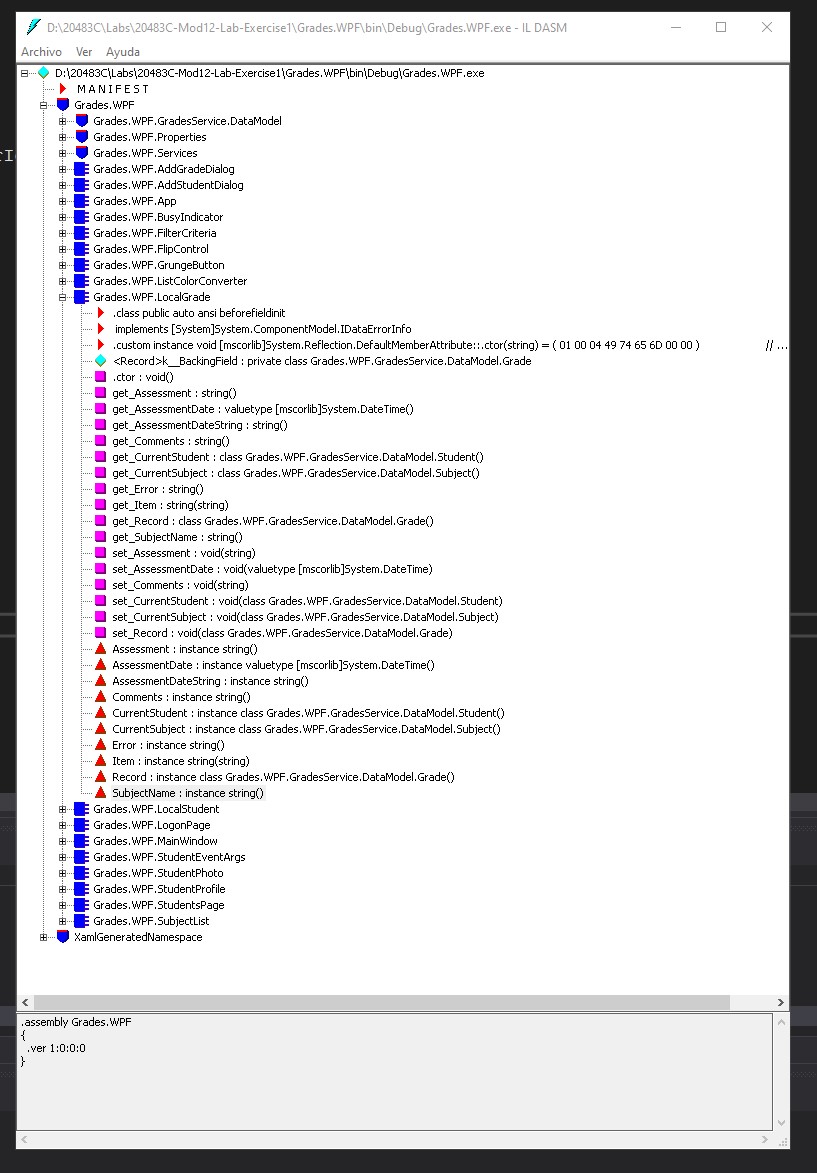 D:\20483C\Labs\20483C-Mod12-Lab-Exercise1\Grades.WPF\bin\Debug\Grades.WPF.exe - IL DASM
Archivo Ver Ayuda
D:\20483C\Labs\20483C-Mod12-Lab-Exercise1\Grades.WPF\bin\Debug\Grades.WPF.exe
M A N I F E S T
Grades.WPF
Grades.WPF.GradesService.DataModel
Grades.WPF.Properties
Grades.WPF.Services
Grades.WPF.AddGradeDialog
Grades.WPF.AddStudentDialog
Grades.WPF.App
Grades.WPF.BusyIndicator
Grades.WPF.FilterCriteria
Grades.WPF.FlipControl
Grades.WPF.GrungeButton
Grades.WPF.ListColorConverter
Grades.WPF.LocalGrade
.class public auto ansi beforefieldinit
implements [System]System.ComponentModel.IDataErrorInfo
.custom instance void [mscorlib]System.Reflection.DefaultMemberAttribute::.ctor(string) = ( 01 00 04 49 74 65 6D 00 00 ) // ...
<Record>k__BackingField : private class Grades.WPF.GradesService.DataModel.Grade
.ctor : void()
get_Assessment : string()
get_AssessmentDate : valuetype [mscorlib]System.DateTime()
get_AssessmentDateString : string()
get_Comments : string()
get_CurrentStudent : class Grades.WPF.GradesService.DataModel.Student()
get_CurrentSubject : class Grades.WPF.GradesService.DataModel.Subject()
get_Error : string()
get_Item : string(string)
get_Record : class Grades.WPF.GradesService.DataModel.Grade()
get_SubjectName : string()
set_Assessment : void(string)
set_AssessmentDate : void(valuetype [mscorlib]System.DateTime)
set_Comments : void(string)
set_CurrentStudent : void(class Grades.WPF.GradesService.DataModel.Student)
set_CurrentSubject : void(class Grades.WPF.GradesService.DataModel.Subject)
set_Record : void(class Grades.WPF.GradesService.DataModel.Grade)
Assessment : instance string()
AssessmentDate : instance valuetype [mscorlib]System.DateTime()
AssessmentDateString : instance string()
Comments : instance string()
CurrentStudent : instance class Grades.WPF.GradesService.DataModel.Student()
CurrentSubject : instance class Grades.WPF.GradesService.DataModel.Subject()
Error : instance string()
Item : instance string(string)
Record : instance class Grades.WPF.GradesService.DataModel.Grade()
SubjectName : instance string()
Grades.WPF.LocalStudent
Grades.WPF.LogonPage
Grades.WPF.MainWindow
Grades.WPF.StudentEventArgs
Grades.WPF.StudentPhoto
Grades.WPF.StudentProfile
Grades.WPF.StudentsPage
Grades.WPF.SubjectList
XamlGeneratedNamespace
.assembly Grades.WPF
{
.ver 1:0:0:0
}